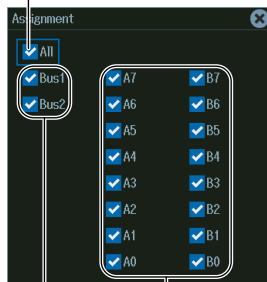 Assignment
All
Bus1 A7 B7
Bus2 A6 B6
A5 B5
A4 B4
A3 B3
A2 B2
A1 B1
A0 B0